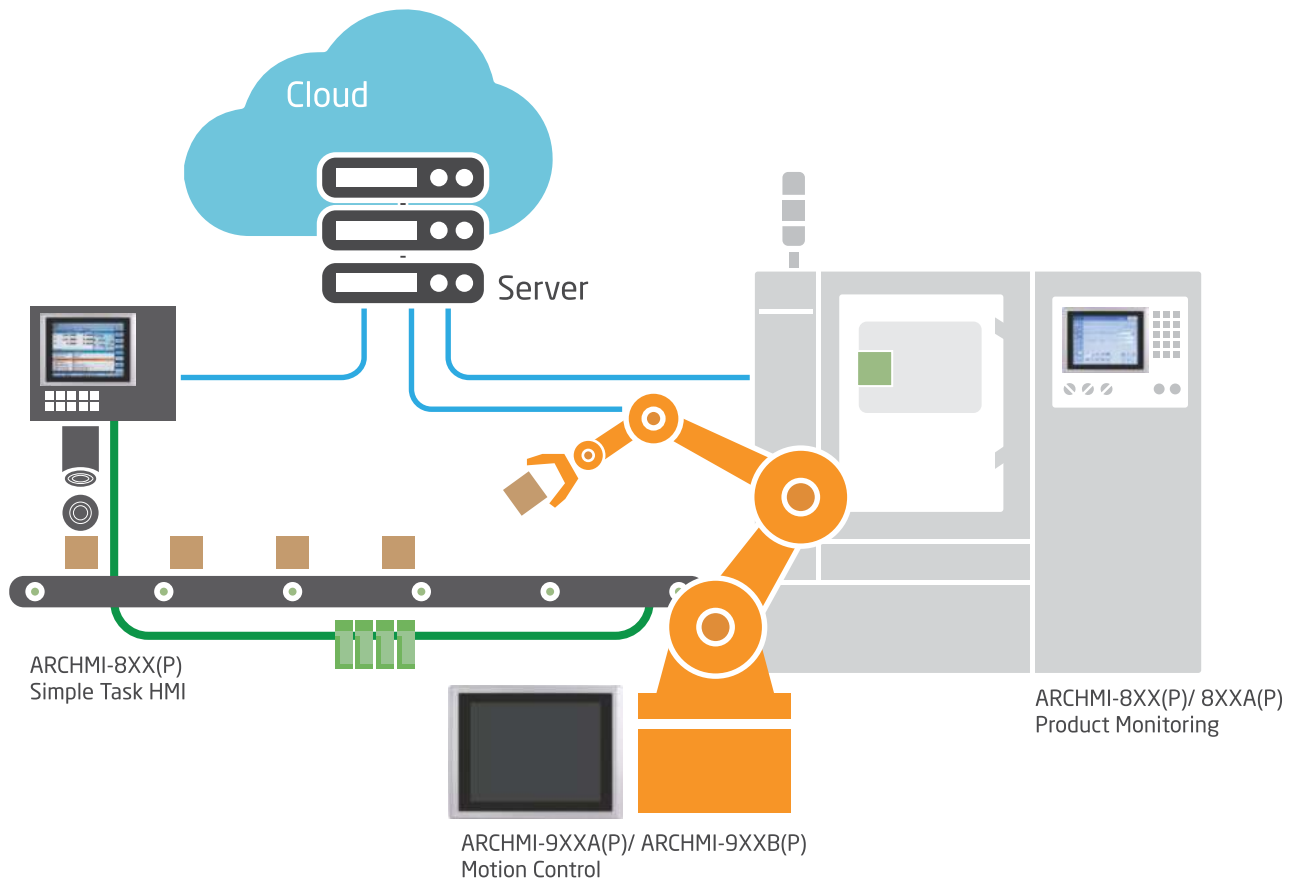 Cloud
Server
ARCHMI-8XX(P)
Simple Task HMI
ARCHMI-8XX(P)/ 8XXA(P)
Product Monitoring
ARCHMI-9XXA(P)/ ARCHMI-9XXB(P)
Motion Control